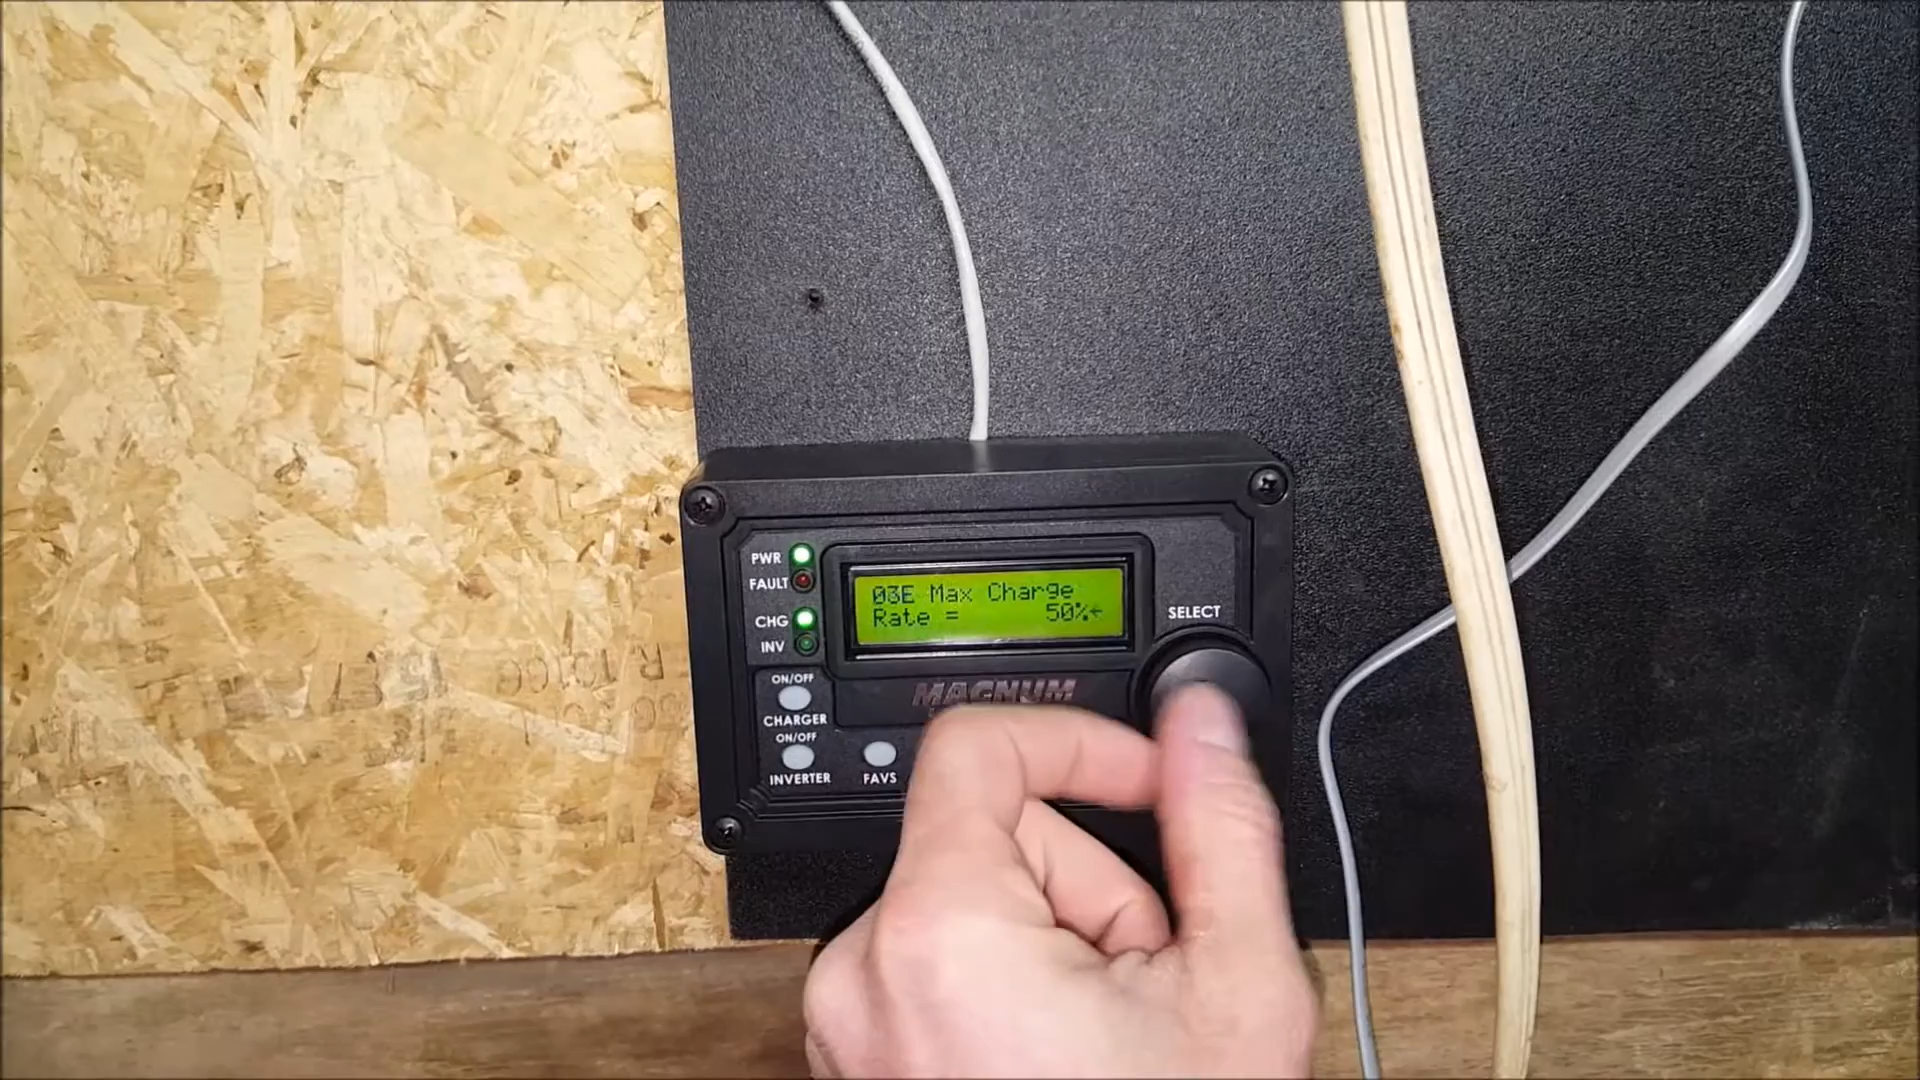 PWR
FAULT
CHG
INV
03E Max Charge
Rate = 50%←
SELECT
ON/OFF
CHARGER
ON/OFF
INVERTER
FAVS
MAGNUM